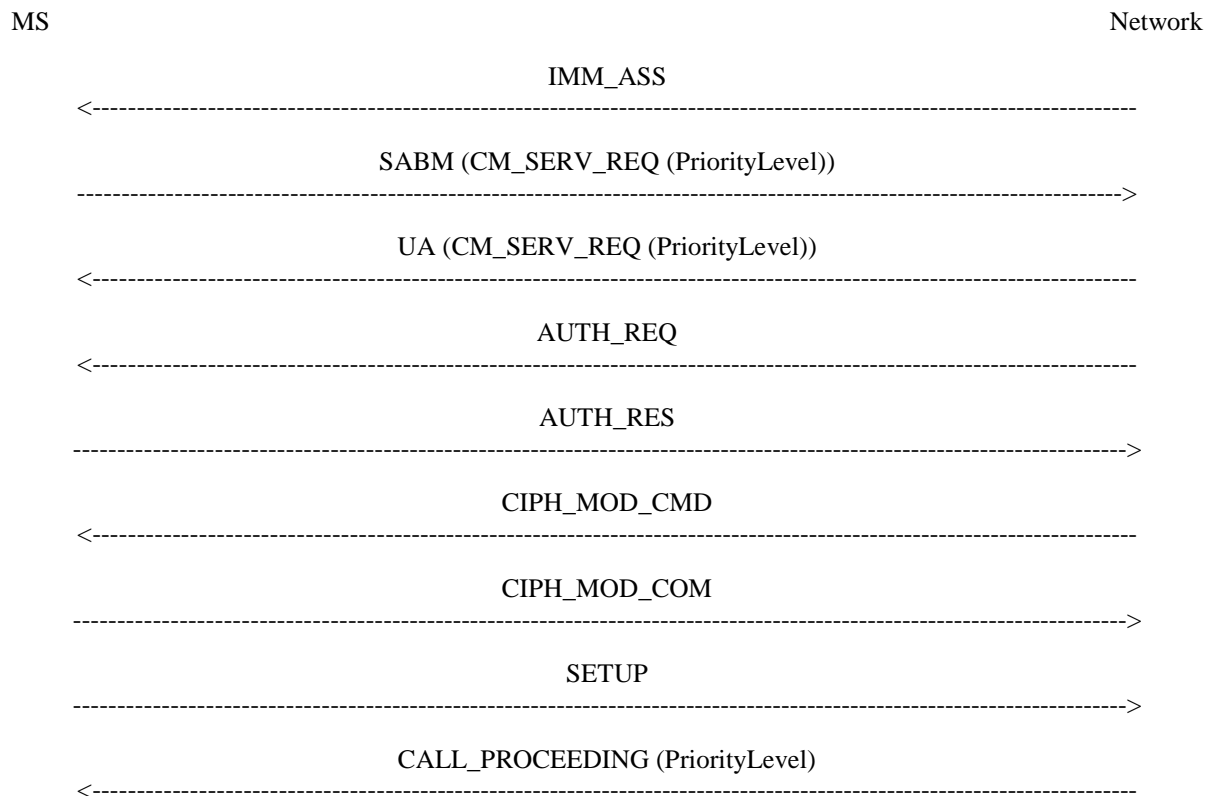 MS Network
IMM_ASS
<----------------------------------------------------------------------------------------------------------------------
SABM (CM_SERV_REQ (PriorityLevel))
---------------------------------------------------------------------------------------------------------------------->
UA (CM_SERV_REQ (PriorityLevel))
<----------------------------------------------------------------------------------------------------------------------
AUTH_REQ
<----------------------------------------------------------------------------------------------------------------------
AUTH_RES
---------------------------------------------------------------------------------------------------------------------->
CIPH_MOD_CMD
<----------------------------------------------------------------------------------------------------------------------
CIPH_MOD_COM
---------------------------------------------------------------------------------------------------------------------->
SETUP
---------------------------------------------------------------------------------------------------------------------->
CALL_PROCEEDING (PriorityLevel)
<----------------------------------------------------------------------------------------------------------------------